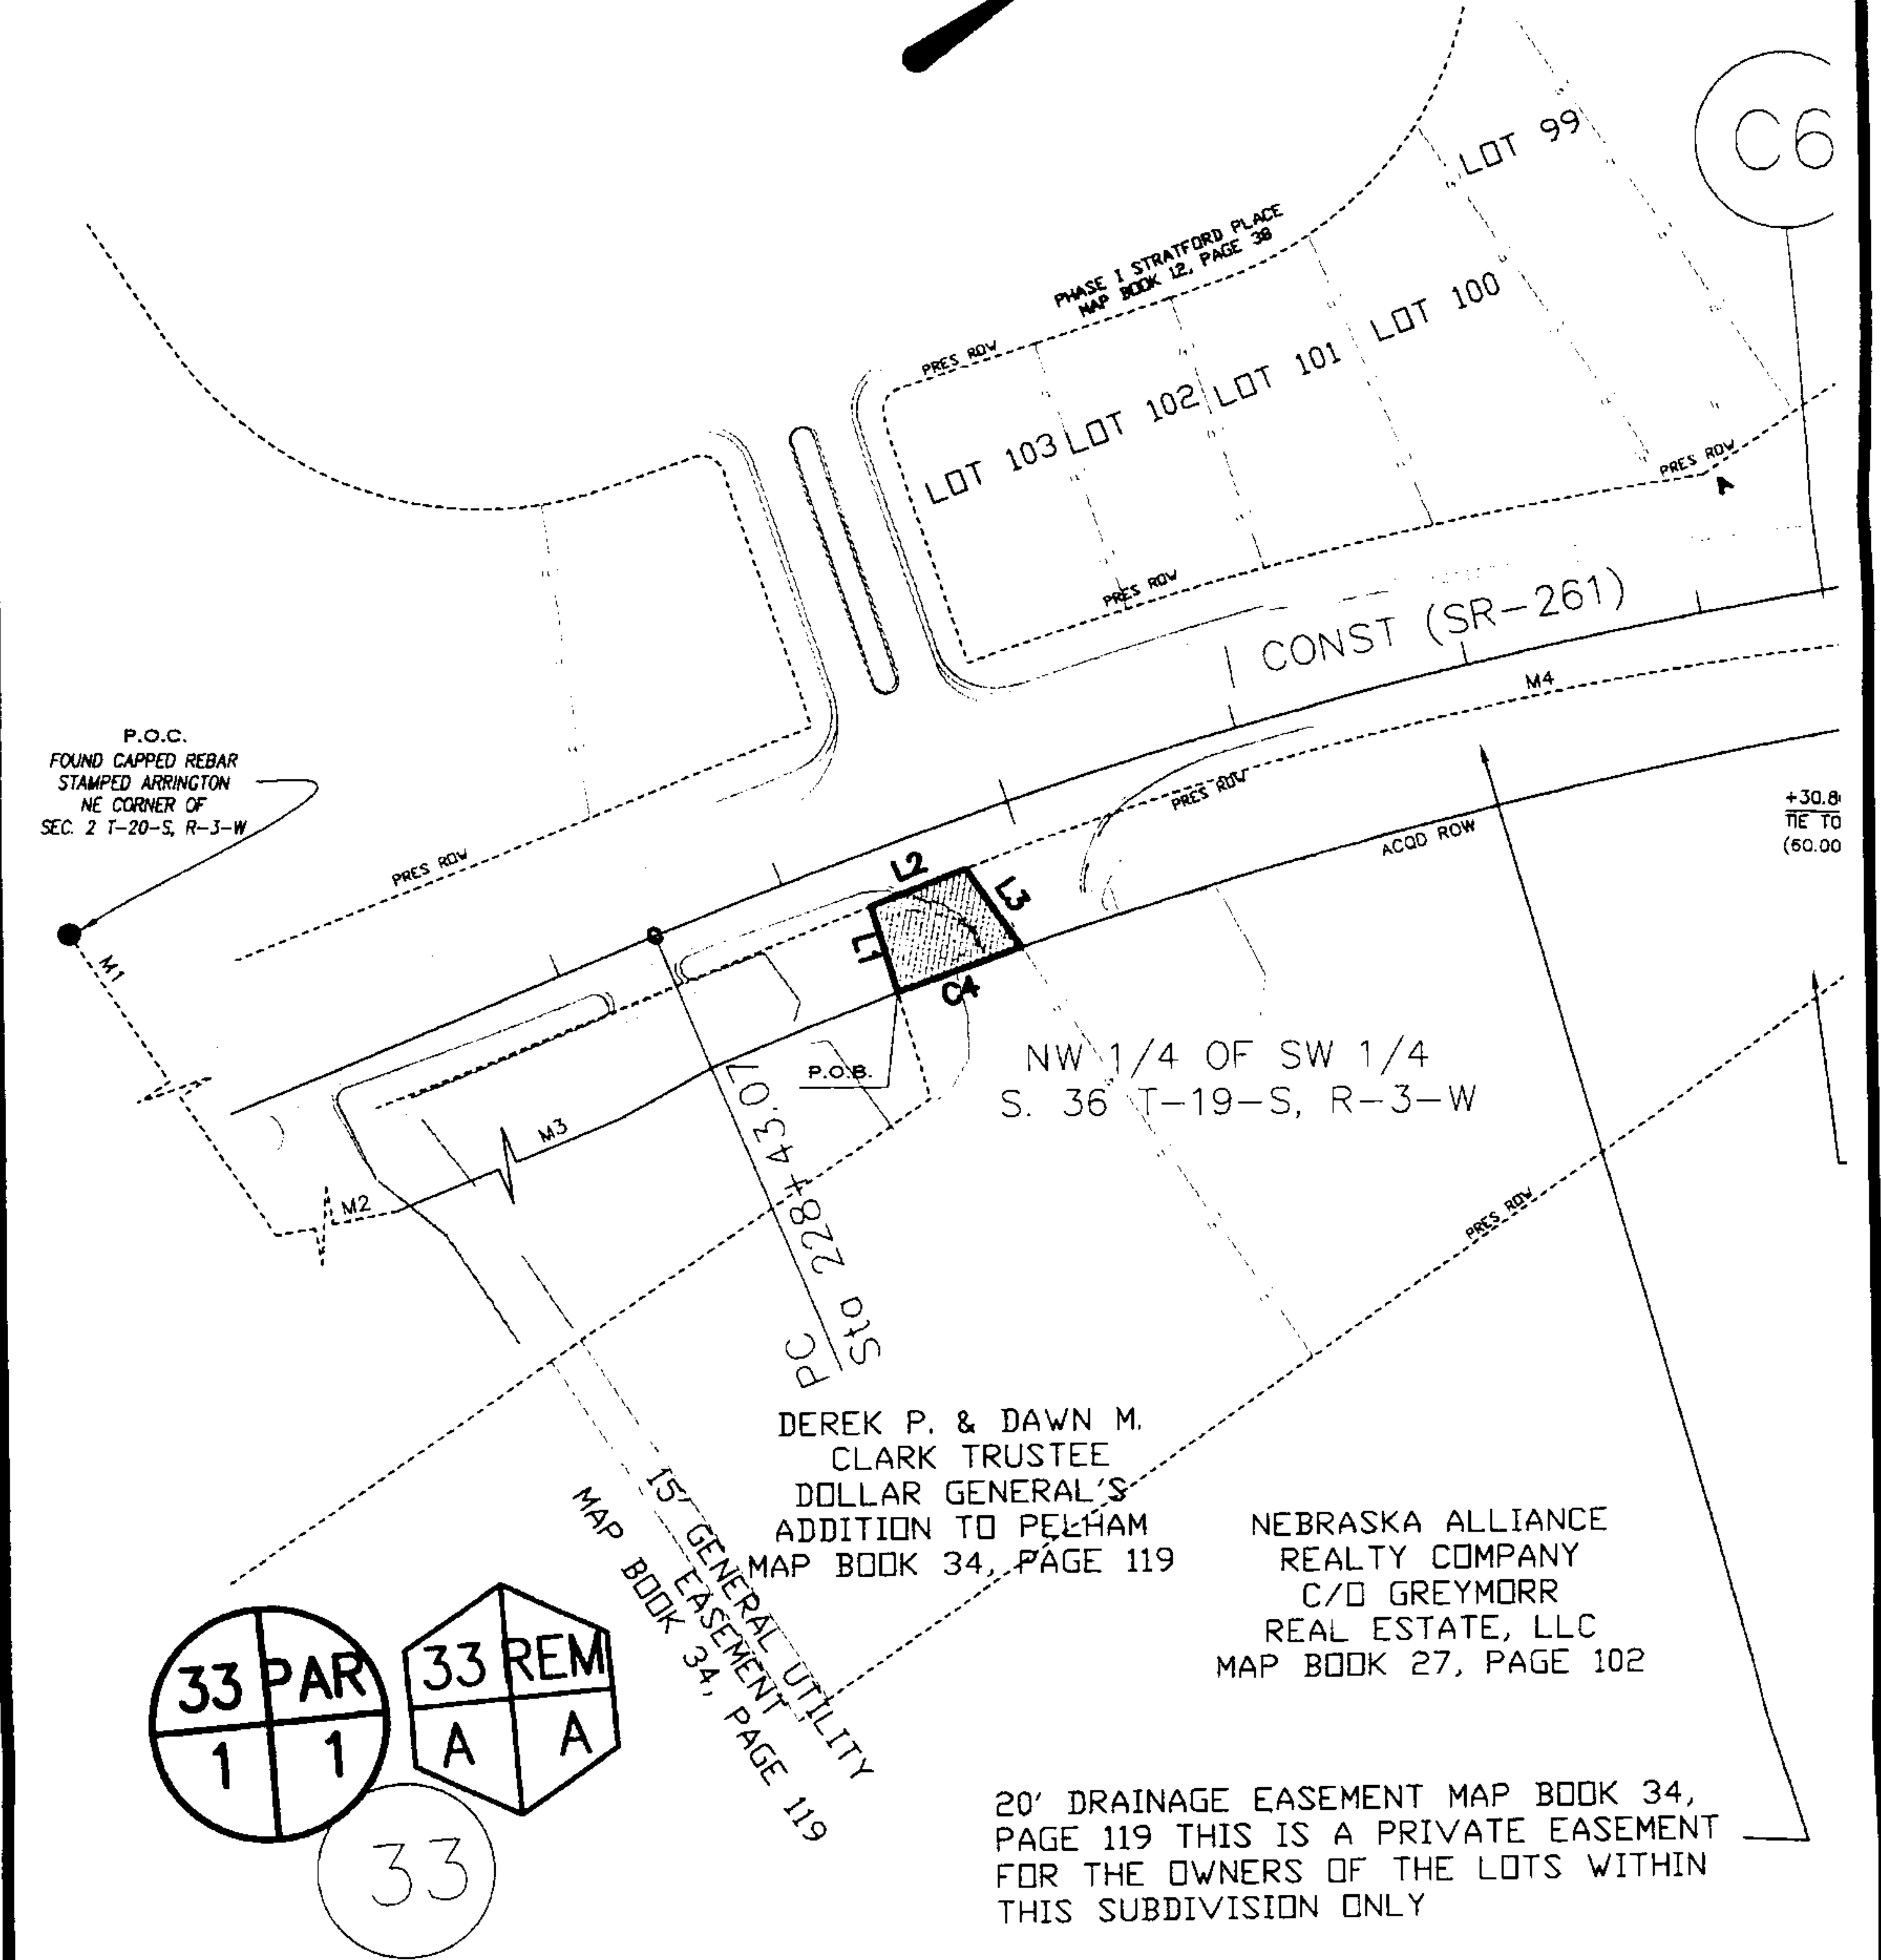 C6
LOT 99
PHASE I STRATFORD PLACE
MAP BOOK 12, PAGE 38
LOT 100
PRES ROW
LOT 101
LOT 102
LOT 103
PRES ROW
A
PRES ROW
CONST (SR-261)
M4
P.O.C.
FOUND CAPPED REBAR
STAMPED ARRINGTON
NE CORNER OF
SEC. 2 T-20-S, R-3-W
PRES ROW
PRES ROW
ACQD ROW
+30.8
TIE TO
(60.00
M1
L2
L3
L1
C4
P.O.B.
NW 1/4 OF SW 1/4
S. 36 T-19-S, R-3-W
M3
M2
PC
Sta 228+43.07
PRES ROW
DEREK P. & DAWN M.
CLARK TRUSTEE
DOLLAR GENERAL'S
ADDITION TO PELHAM
MAP BOOK 34, PAGE 119
15' GENERAL UTILITY
EASEMENT
MAP BOOK 34, PAGE 119
NEBRASKA ALLIANCE
REALTY COMPANY
C/O GREYMORR
REAL ESTATE, LLC
MAP BOOK 27, PAGE 102
33 PAR
1 1
33 REM
A A
33
20' DRAINAGE EASEMENT MAP BOOK 34,
PAGE 119 THIS IS A PRIVATE EASEMENT
FOR THE OWNERS OF THE LOTS WITHIN
THIS SUBDIVISION ONLY